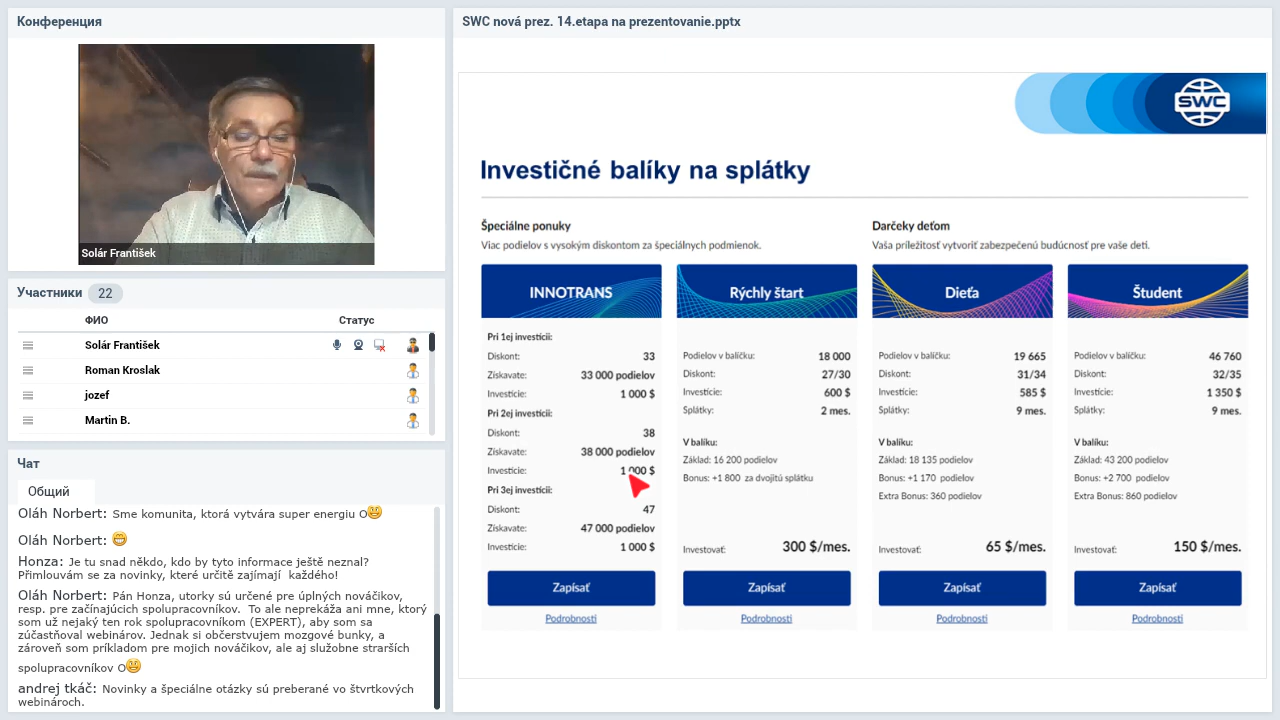 Конференция
Solár František
Участники 22
ФИО Статус
Solár František
Roman Kroslak
jozef
Martin B.
Чат
Общий
Oláh Norbert: Sme komunita, ktorá vytvára super energiu O
Oláh Norbert:
Honza: Je tu snad někdo, kdo by tyto informace ještě neznal?
Přimlouvám se za novinky, které určitě zajímají každého!
Oláh Norbert: Pán Honza, utorky sú určené pre úplných nováčikov,
resp. pre začínajúcich spolupracovníkov. To ale neprekáža ani mne, ktorý
som už nejaký ten rok spolupracovníkom (EXPERT), aby som sa
zúčastňoval webinárov. Jednak si občerstvujem mozgové bunky, a
zároveň som príkladom pre mojich nováčikov, ale aj služobne strarších
spolupracovníkov O
andrej tkáč: Novinky a špeciálne otázky sú preberané vo štvrtkových
webinároch.
SWC nová prez. 14.etapa na prezentovanie.pptx
SWC
Investičné balíky na splátky
Špeciálne ponuky
Viac podielov s vysokým diskontom za špeciálnych podmienok.
Darčeky deťom
Vaša príležitosť vytvoriť zabezpečenú budúcnosť pre vaše deti.
INNOTRANS
Pri 1ej investícii:
Diskont: 33
Získavate: 33 000 podielov
Investície: 1 000 $
Pri 2ej investícii:
Diskont: 38
Získavate: 38 000 podielov
Investície: 1 000 $
Pri 3ej investícii:
Diskont: 47
Získavate: 47 000 podielov
Investície: 1 000 $
Zapísať
Podrobnosti
Rýchly štart
Podielov v balíčku: 18 000
Diskont: 27/30
Investície: 600 $
Splátky: 2 mes.
V balíku:
Základ: 16 200 podielov
Bonus: +1 800 za dvojitú splátku
Investovať: 300 $/mes.
Zapísať
Podrobnosti
Dieťa
Podielov v balíčku: 19 665
Diskont: 31/34
Investície: 585 $
Splátky: 9 mes.
V balíku:
Základ: 18 135 podielov
Bonus: +1 170 podielov
Extra Bonus: 360 podielov
Investovať: 65 $/mes.
Zapísať
Podrobnosti
Študent
Podielov v balíčku: 46 760
Diskont: 32/35
Investície: 1 350 $
Splátky: 9 mes.
V balíku:
Základ: 43 200 podielov
Bonus: +2 700 podielov
Extra Bonus: 860 podielov
Investovať: 150 $/mes.
Zapísať
Podrobnosti